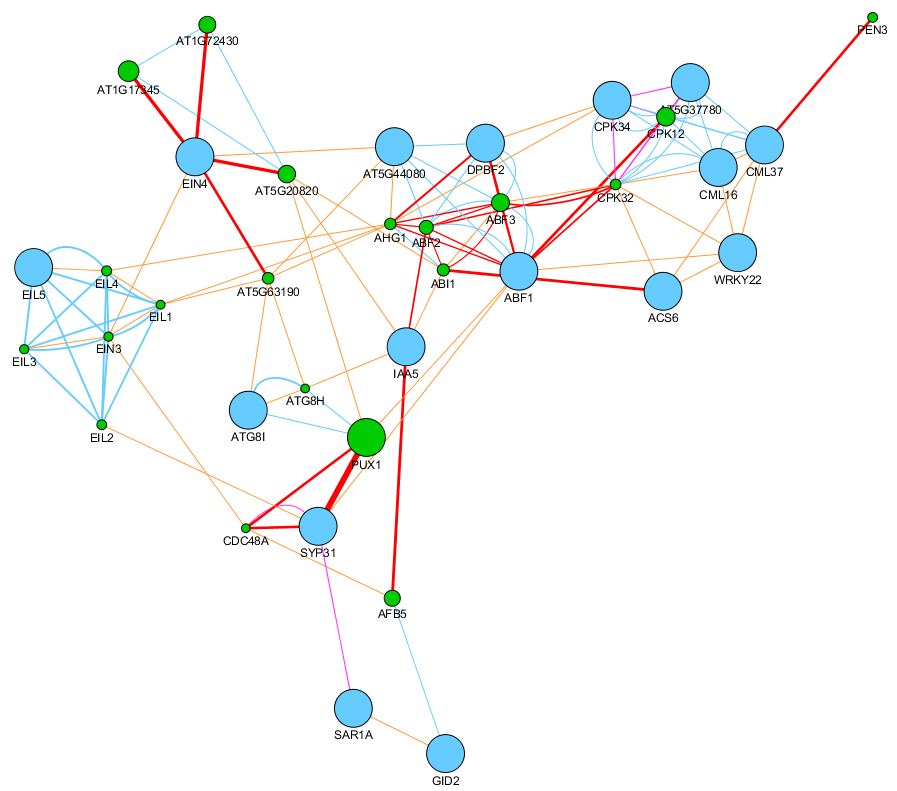 PEN3
AT1G72430
AT1G17345
AT5G37780
CPK34
CPK12
EIN4
AT5G44080
DPBF2
CML37
AT5G20820
CPK32
CML16
ABF3
AHG1
ABF2
ABI1
EIL5
EIL4
AT5G63190
ABF1
WRKY22
EIL1
ACS6
EIN3
EIL3
IAA5
ATG8H
ATG8I
EIL2
PUX1
CDC48A
SYP31
AFB5
SAR1A
GID2